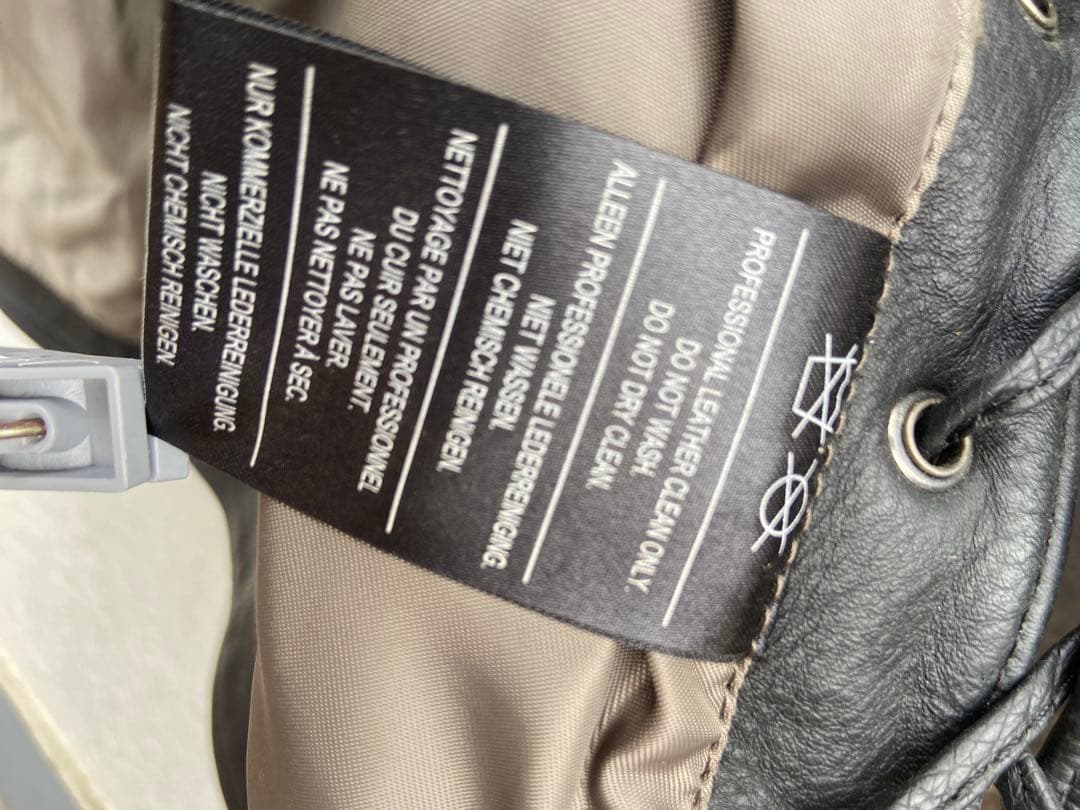 PROFESSIONAL LEATHER CLEAN ONLY.
DO NOT WASH.
DO NOT DRY CLEAN.
ALLEEN PROFESSIONELE LEDERREINIGING.
NIET WASSEN.
NIET CHEMISCH REINIGEN.
NETTOYAGE PAR UN PROFESSIONNEL
DU CUIR SEULEMENT.
NE PAS LAVER.
NE PAS NETTOYER À SEC.
NUR KOMMERZIELLE LEDERREINIGUNG.
NICHT WASCHEN.
NICHT CHEMISCH REINIGEN.